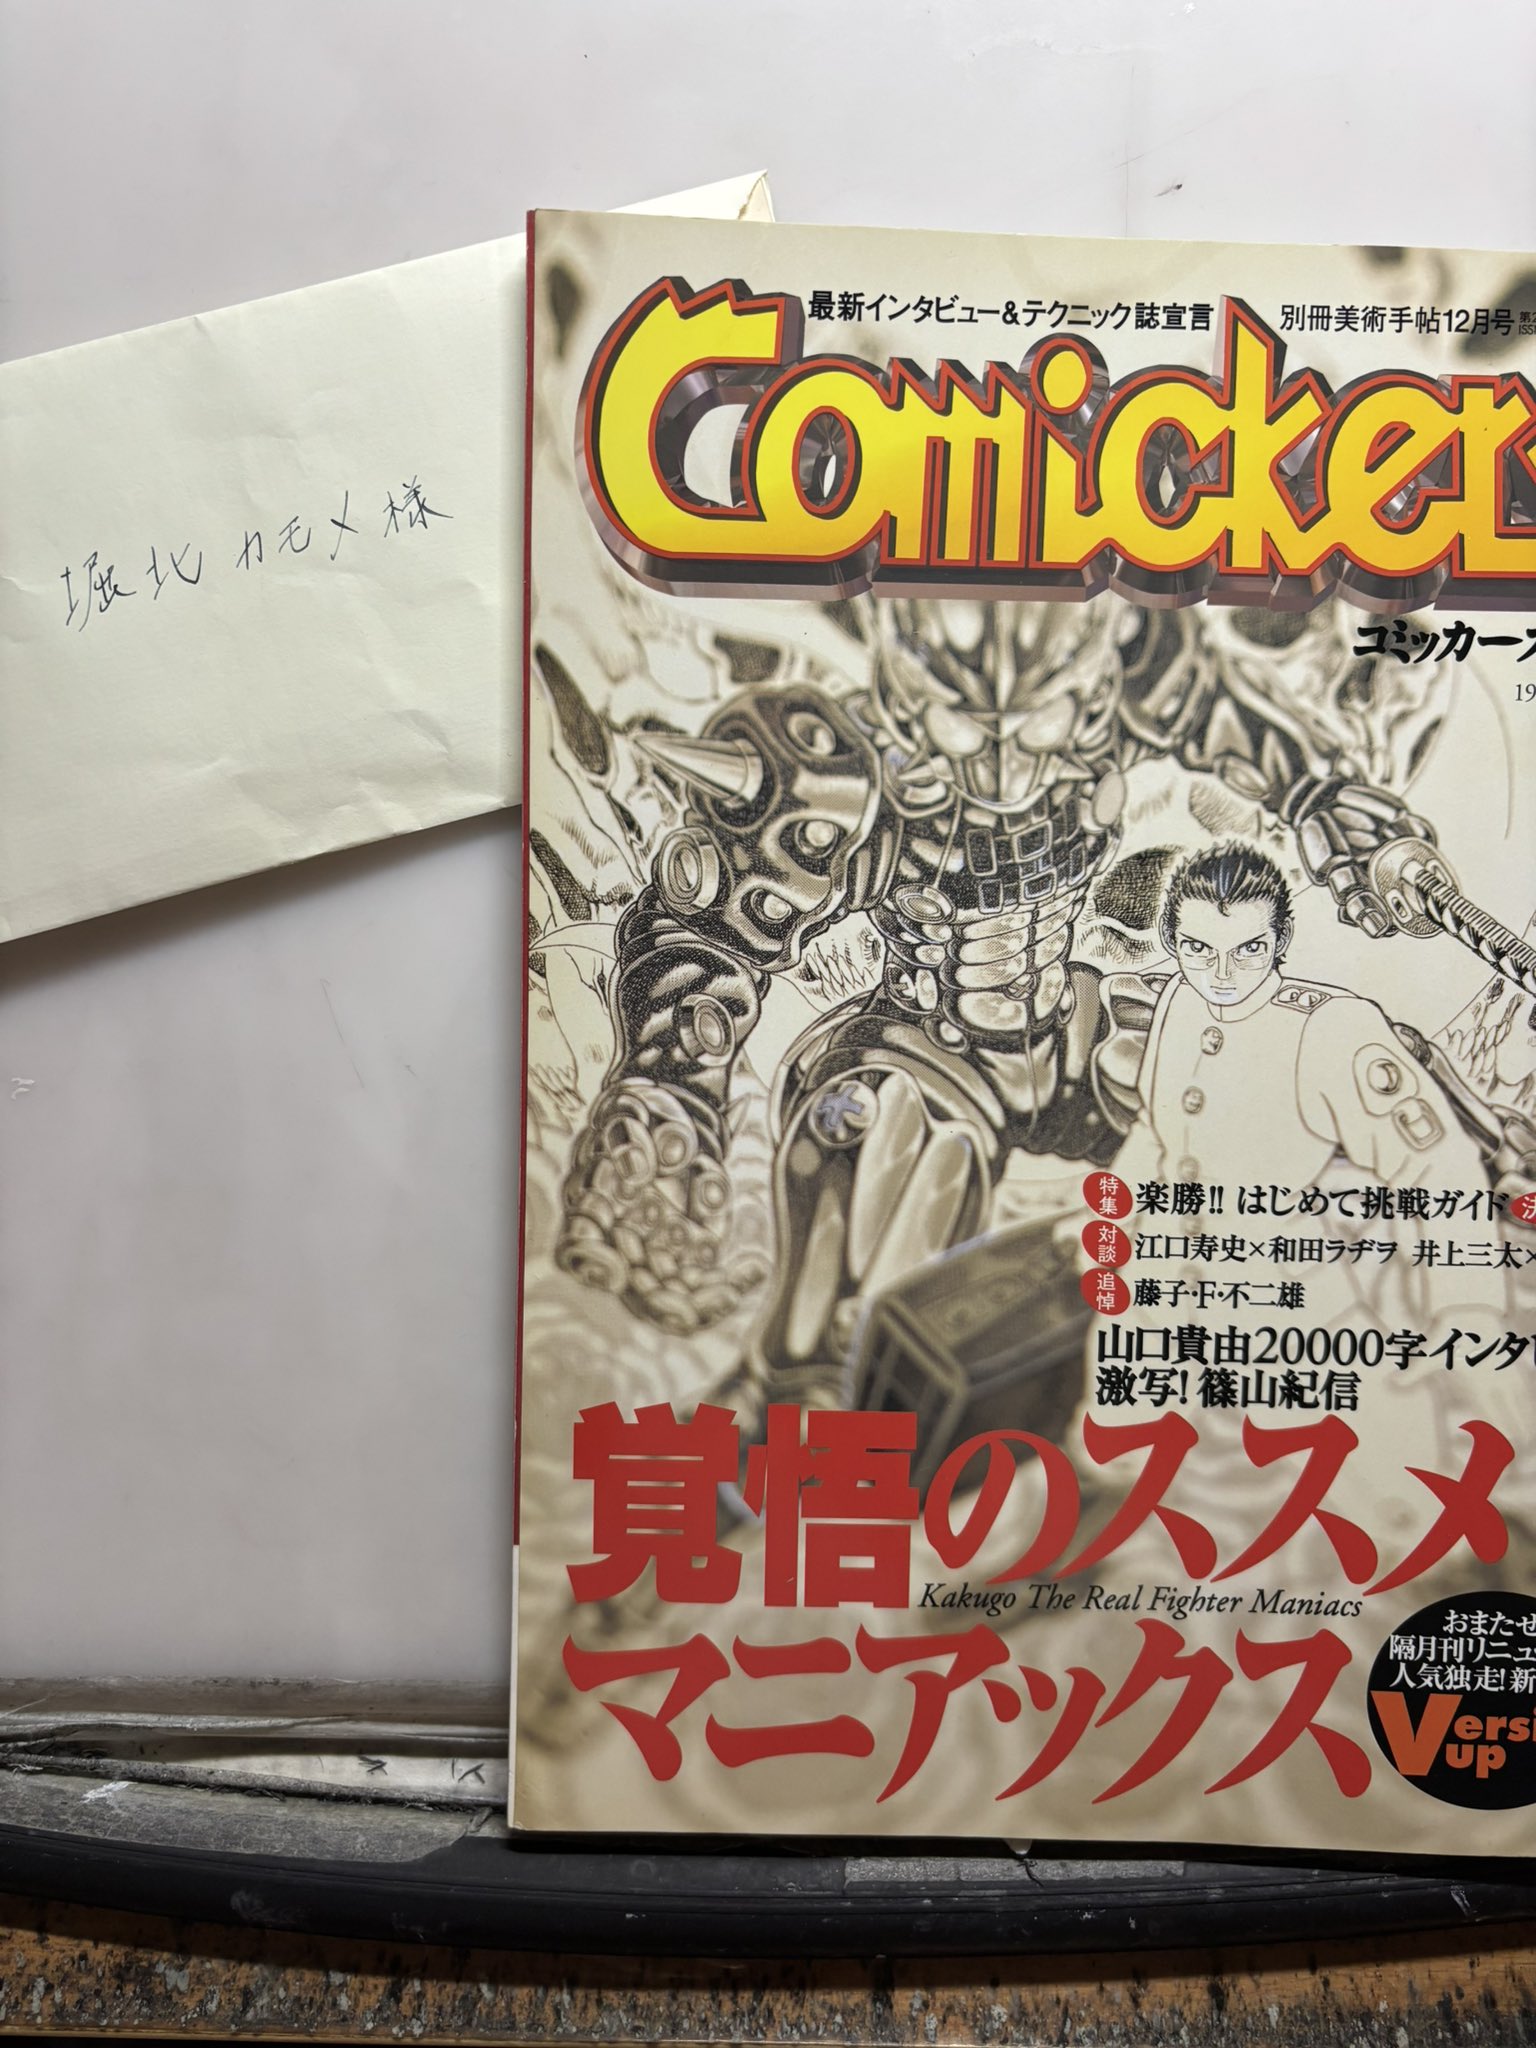 堀北カモメ様
最新インタビュー&テクニック誌宣言
別冊美術手帖12月号
Comickers
コミッカーズ
19
特集 楽勝!! はじめて挑戦ガイド
対談 江口寿史×和田ラヂヲ 井上三太×
追悼 藤子・F・不二雄
山口貴由20000字インタビ
激写!篠山紀信
覚悟のススメ
Kakugo The Real Fighter Maniacs
マニアックス
おまたせ
隔月刊リニュ
人気独走!新
Versi
up